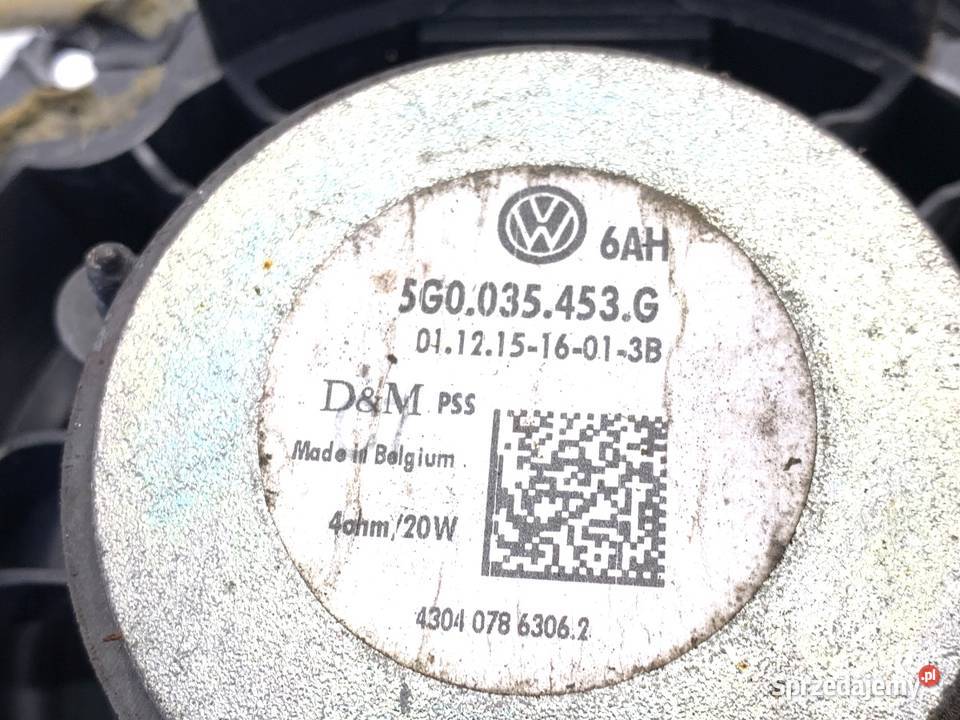 6AH
5G0.035.453.G
01.12.15-16-01-3B
D&M PSS
Made in Belgium
4ohm/20W
4304 078 6306.2
Sprzedajemy.pl